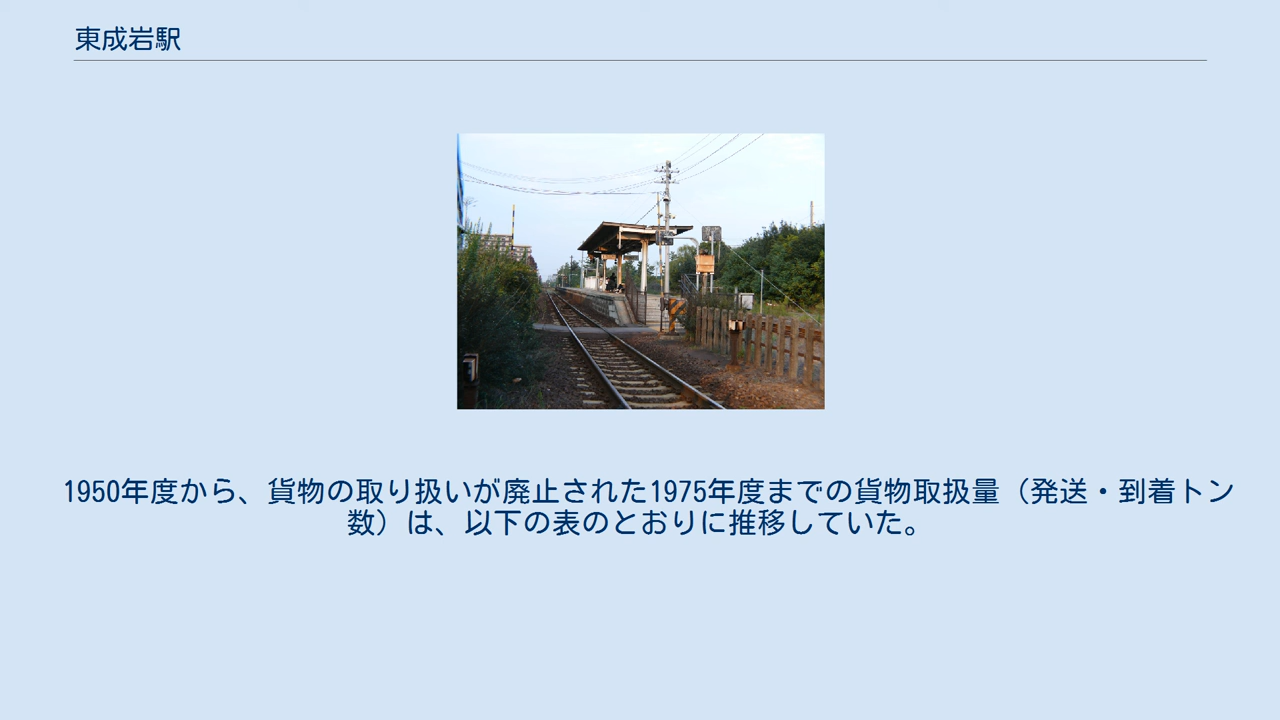 東成岩駅
1950年度から、貨物の取り扱いが廃止された1975年度までの貨物取扱量（発送・到着トン
数）は、以下の表のとおりに推移していた。